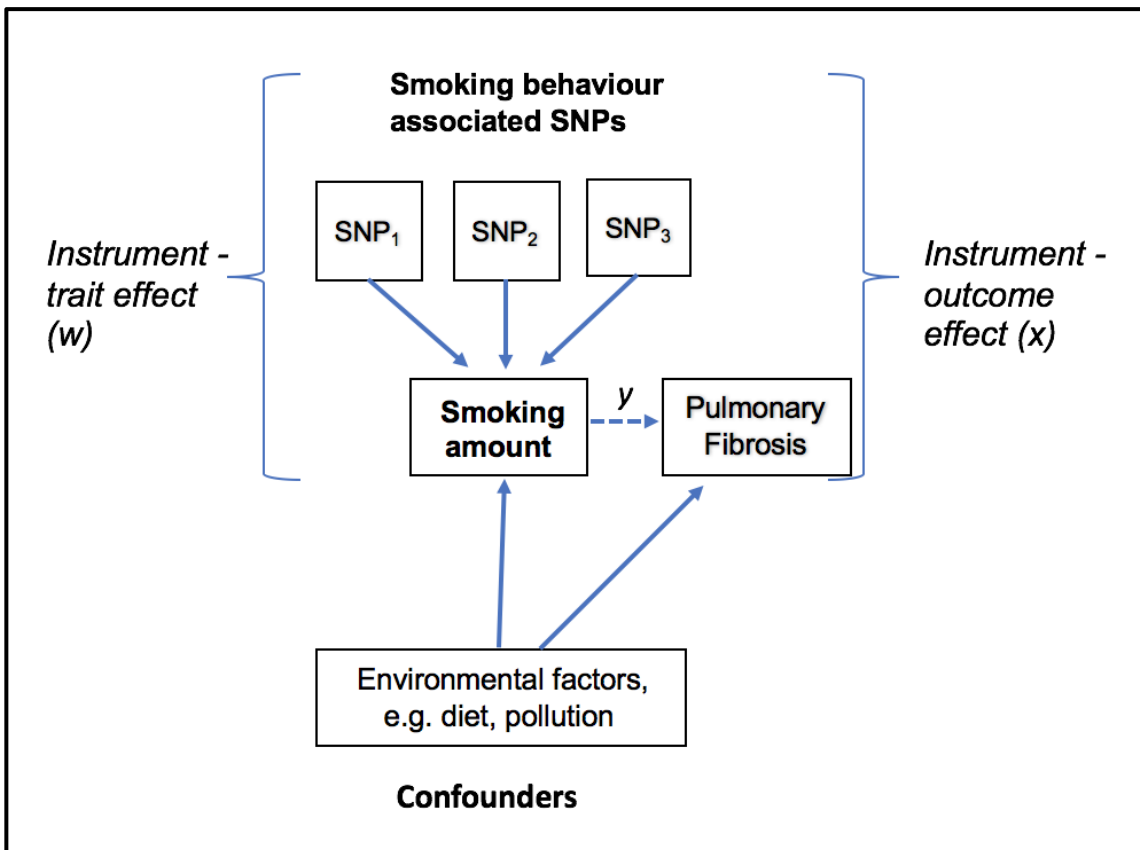 Smoking behaviour
associated SNPs
SNP₁
SNP₂
SNP₃
Instrument -
trait effect
(w)
Instrument -
outcome
effect (x)
Smoking
amount
y
Pulmonary
Fibrosis
Environmental factors,
e.g. diet, pollution
Confounders